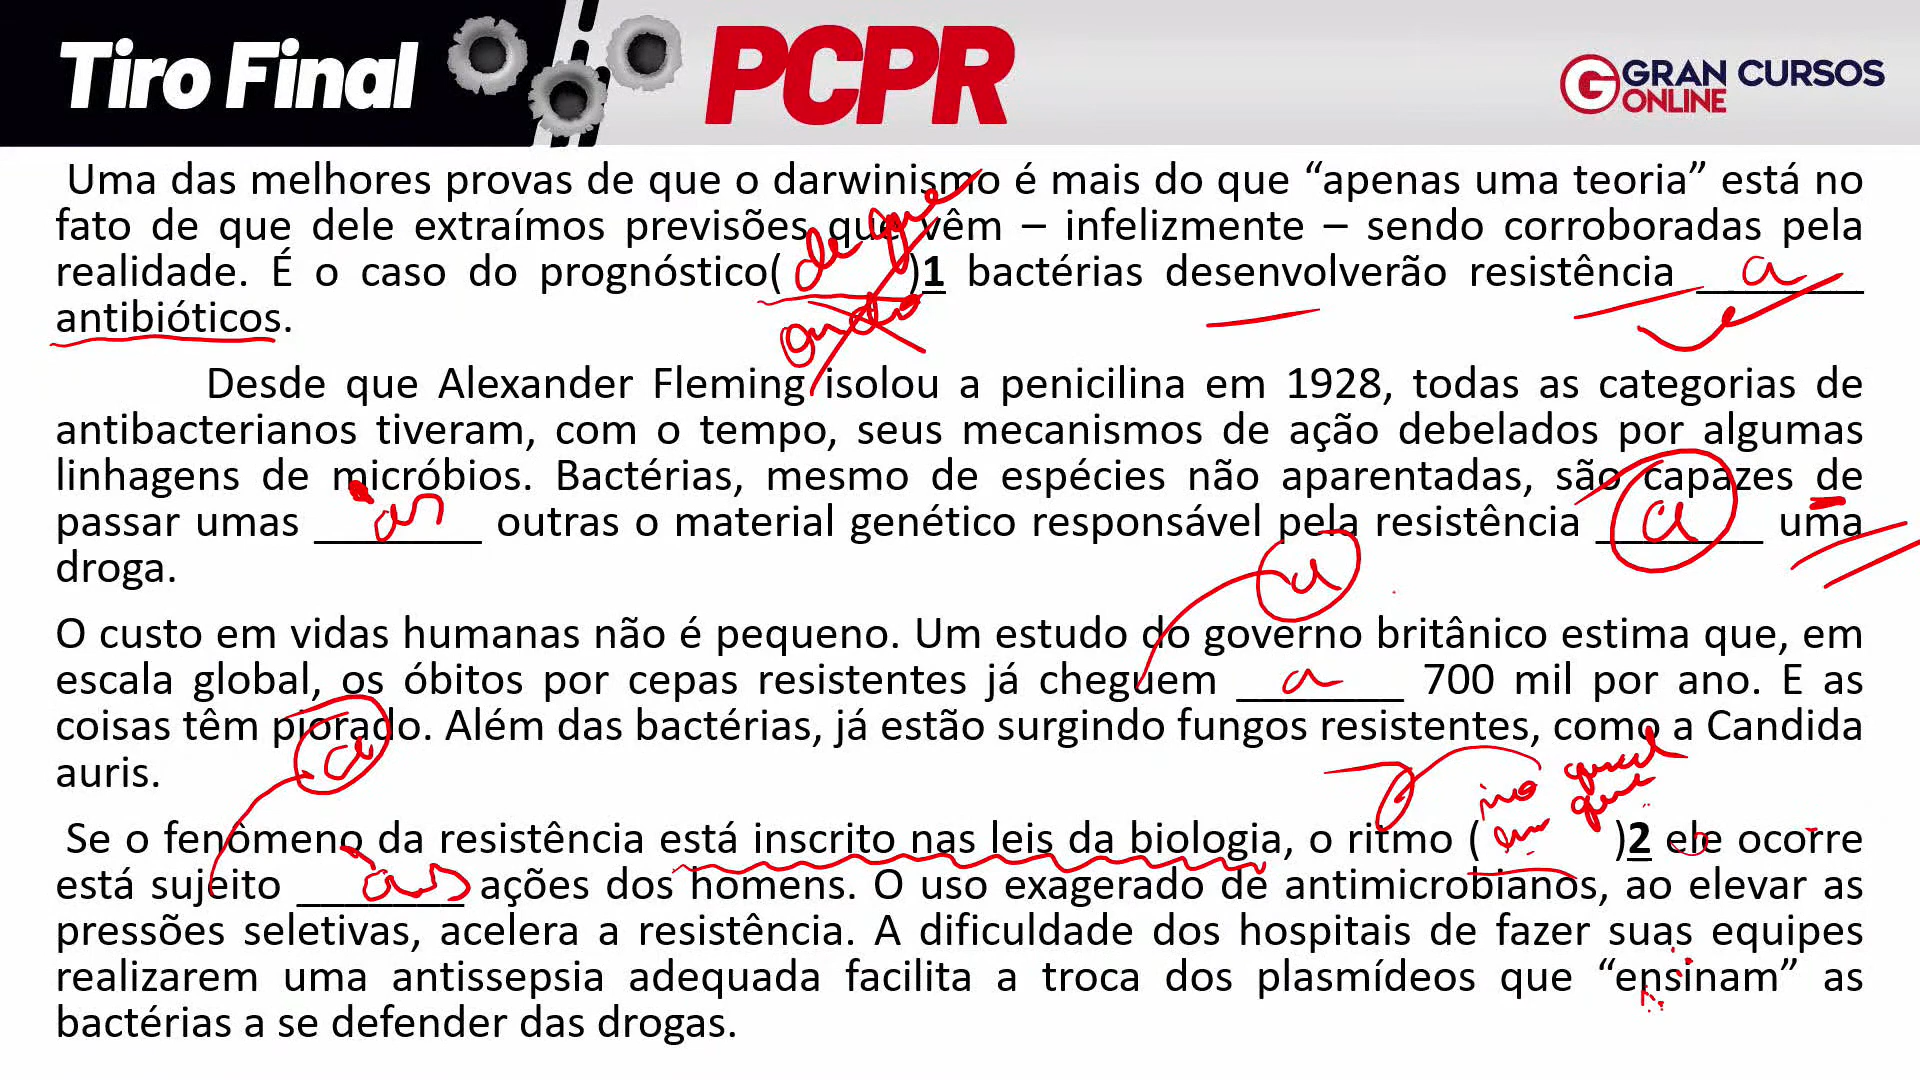 Tiro Final PCPR GRAN CURSOS ONLINE
Uma das melhores provas de que o darwinismo é mais do que “apenas uma teoria” está no
fato de que dele extraímos previsões que vêm – infelizmente – sendo corroboradas pela
realidade. É o caso do prognóstico( de que )1 bactérias desenvolverão resistência a
antibióticos.
Desde que Alexander Fleming isolou a penicilina em 1928, todas as categorias de
antibacterianos tiveram, com o tempo, seus mecanismos de ação debelados por algumas
linhagens de micróbios. Bactérias, mesmo de espécies não aparentadas, são capazes de
passar umas às outras o material genético responsável pela resistência a uma
droga.
a
O custo em vidas humanas não é pequeno. Um estudo do governo britânico estima que, em
escala global, os óbitos por cepas resistentes já cheguem a 700 mil por ano. E as
coisas têm piorado. Além das bactérias, já estão surgindo fungos resistentes, como a Candida
auris.
a
no qual
Se o fenômeno da resistência está inscrito nas leis da biologia, o ritmo ( em que )2 ele ocorre
está sujeito às ações dos homens. O uso exagerado de antimicrobianos, ao elevar as
pressões seletivas, acelera a resistência. A dificuldade dos hospitais de fazer suas equipes
realizarem uma antissepsia adequada facilita a troca dos plasmídeos que “ensinam” as
bactérias a se defender das drogas.